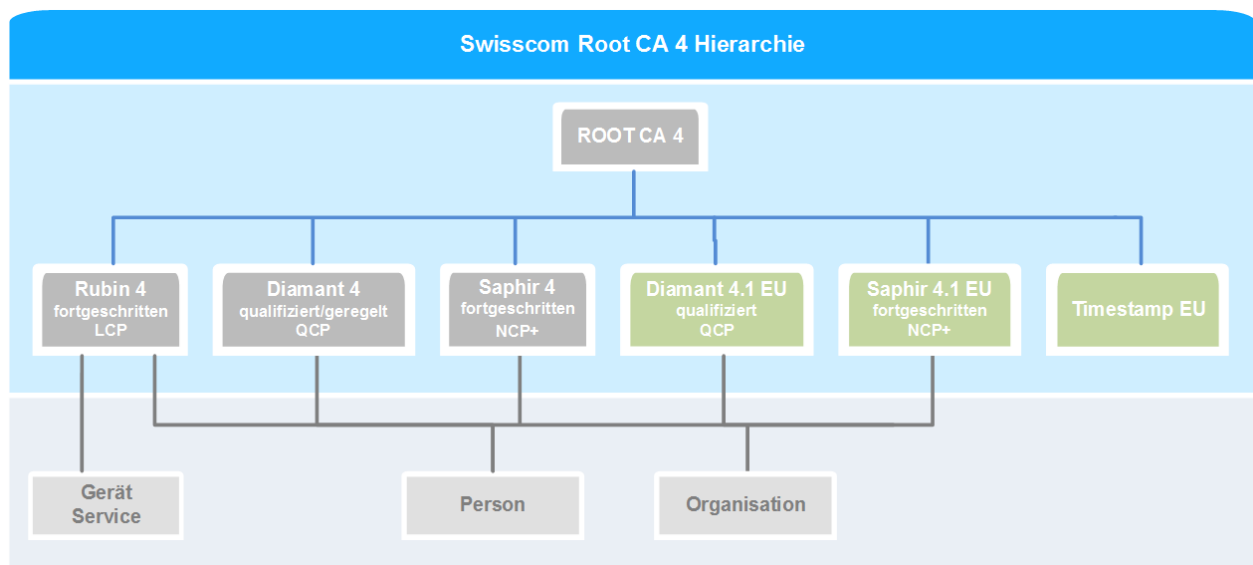 Swisscom Root CA 4 Hierarchie
ROOT CA 4
Rubin 4
fortgeschritten
LCP
Diamant 4
qualifiziert/geregelt
QCP
Saphir 4
fortgeschritten
NCP+
Diamant 4.1 EU
qualifiziert
QCP
Saphir 4.1 EU
fortgeschritten
NCP+
Timestamp EU
Gerät
Service
Person
Organisation